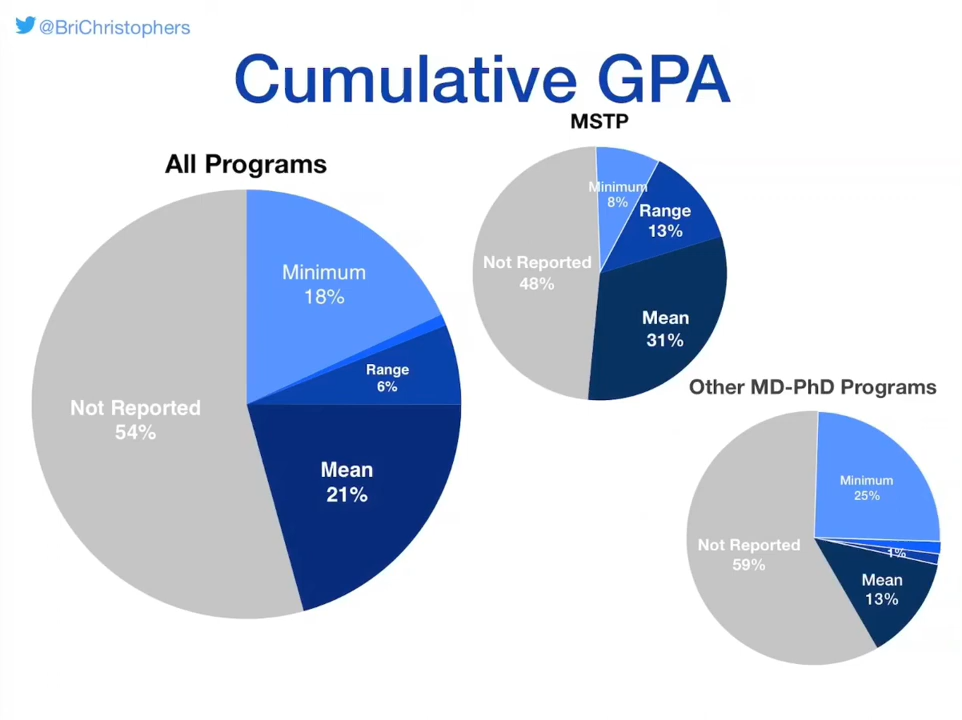 @BriChristophers
Cumulative GPA
MSTP
All Programs
Minimum
18%
Range
6%
Mean
21%
Not Reported
54%
Minimum
8%
Range
13%
Mean
31%
Not Reported
48%
Other MD-PhD Programs
Minimum
25%
1%
Mean
13%
Not Reported
59%